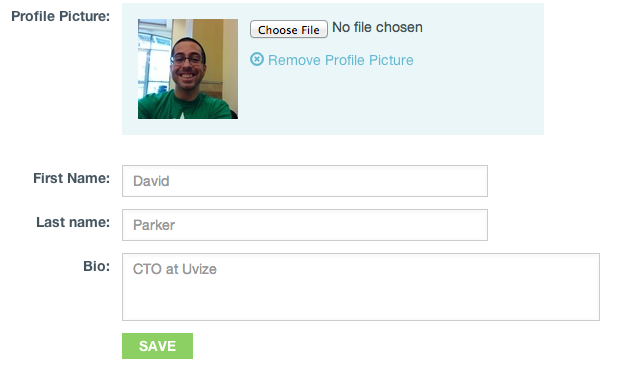 Profile Picture:
Choose File No file chosen
Remove Profile Picture
First Name: David
Last name: Parker
Bio: CTO at Uvize
SAVE